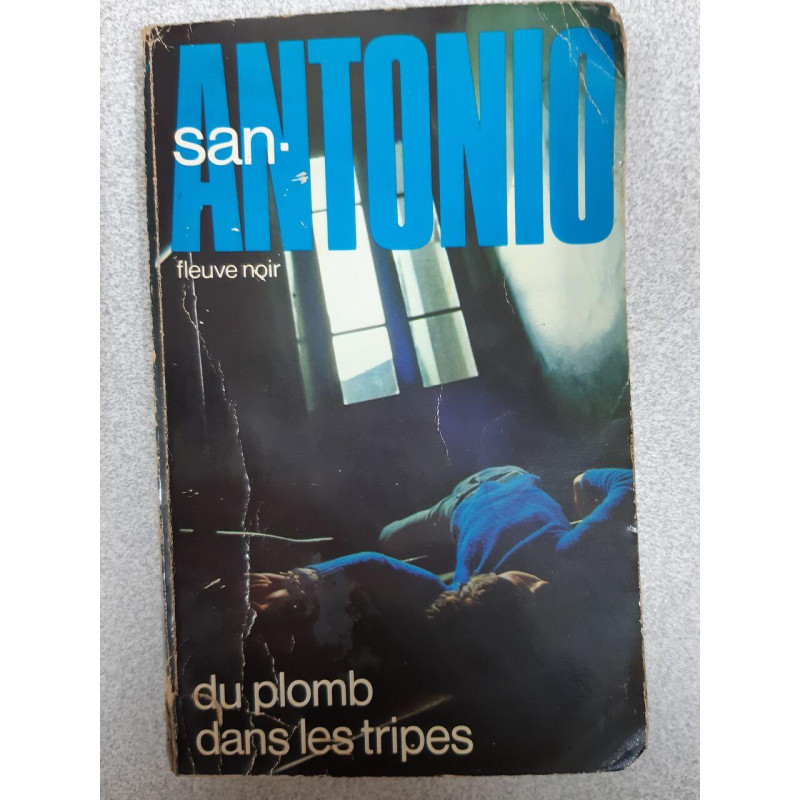 san-
ANTONIO
fleuve noir
du plomb
dans les tripes